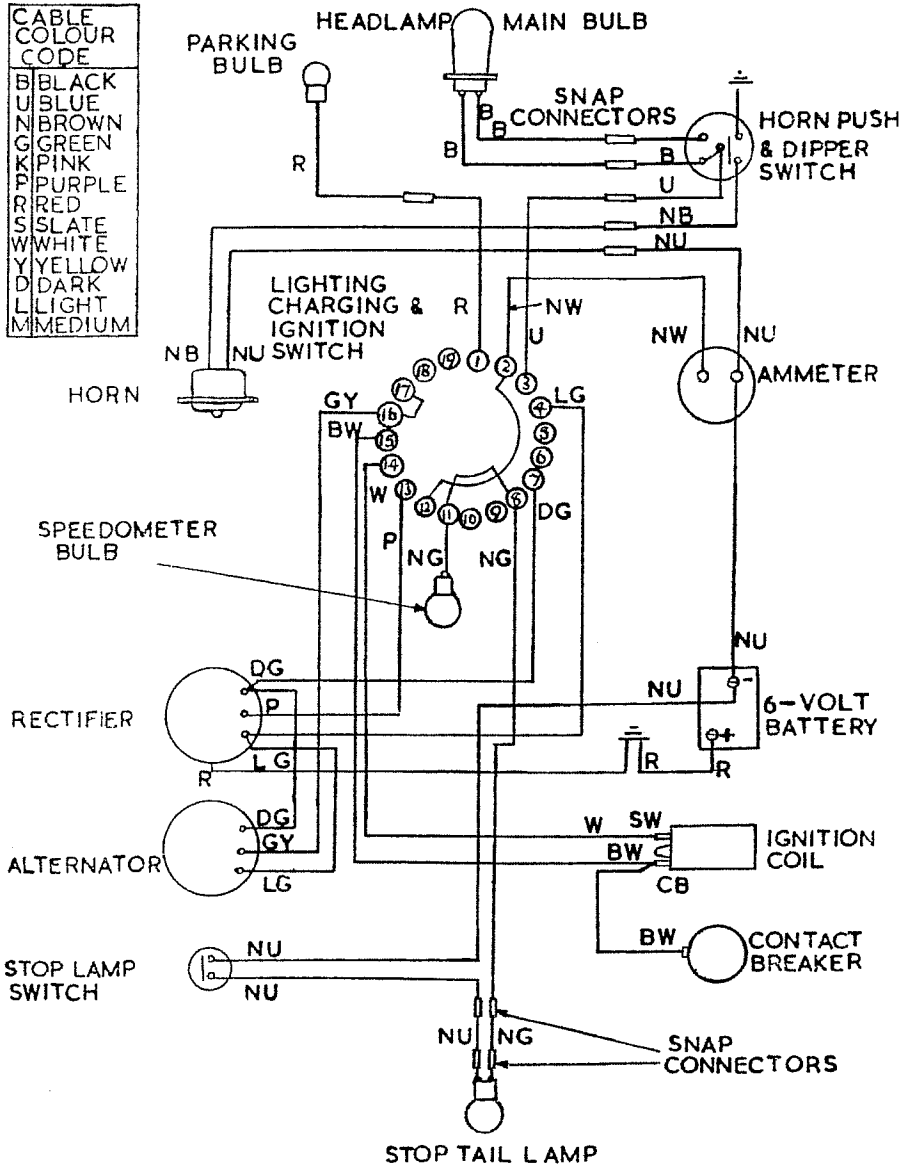 CABLE
COLOUR
CODE
B BLACK
U BLUE
N BROWN
G GREEN
K PINK
P PURPLE
R RED
S SLATE
W WHITE
Y YELLOW
D DARK
L LIGHT
M MEDIUM
PARKING
BULB
HEADLAMP MAIN BULB
SNAP
CONNECTORS
HORN PUSH
& DIPPER
SWITCH
B
B
B
B
R
U
NB
NU
LIGHTING
CHARGING &
IGNITION
SWITCH
R
NW
U
NW
NU
NB
NU
HORN
AMMETER
1
2
3
4
5
6
7
8
9
10
11
12
13
14
15
16
17
18
19
GY
BW
LG
W
P
DG
NG
NG
SPEEDOMETER
BULB
NU
DG
P
LG
R
RECTIFIER
NU
-
+
6-VOLT
BATTERY
R
R
DG
GY
LG
ALTERNATOR
W
SW
BW
CB
IGNITION
COIL
BW
CONTACT
BREAKER
NU
NU
STOP LAMP
SWITCH
NU
NG
SNAP
CONNECTORS
STOP TAIL LAMP